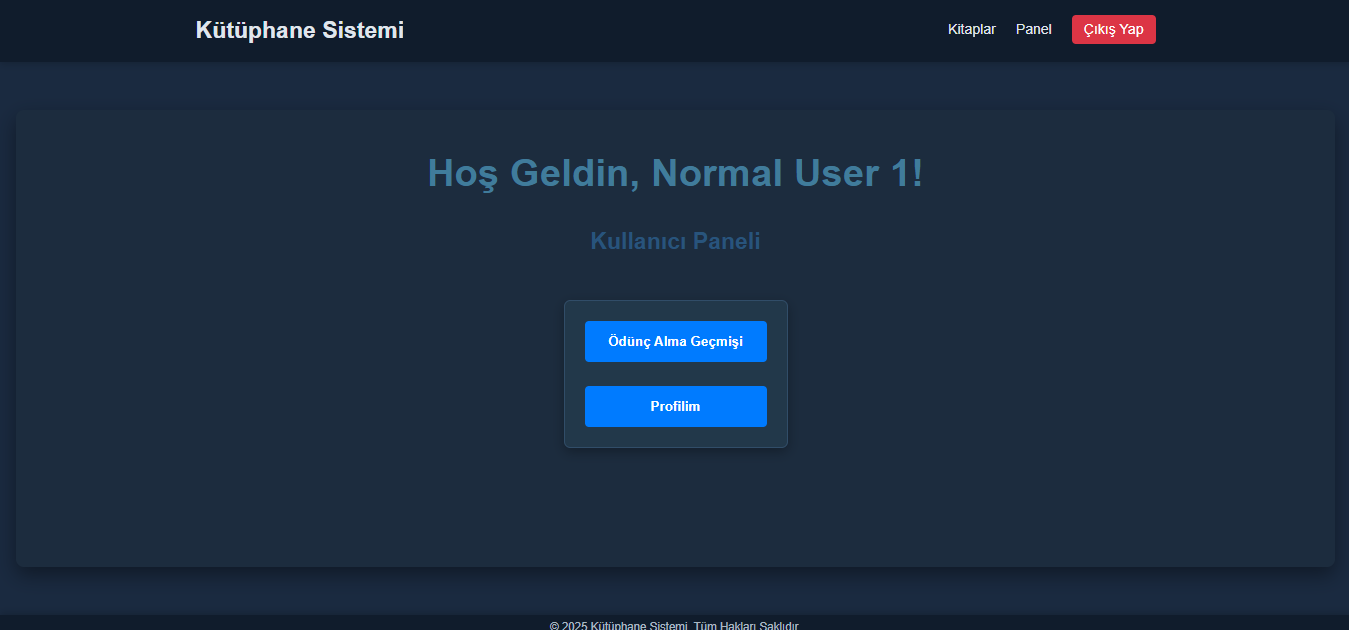 Kütüphane Sistemi
Kitaplar Panel Çıkış Yap
Hoş Geldin, Normal User 1!
Kullanıcı Paneli
Ödünç Alma Geçmişi
Profilim
© 2025 Kütüphane Sistemi. Tüm Hakları Saklıdır